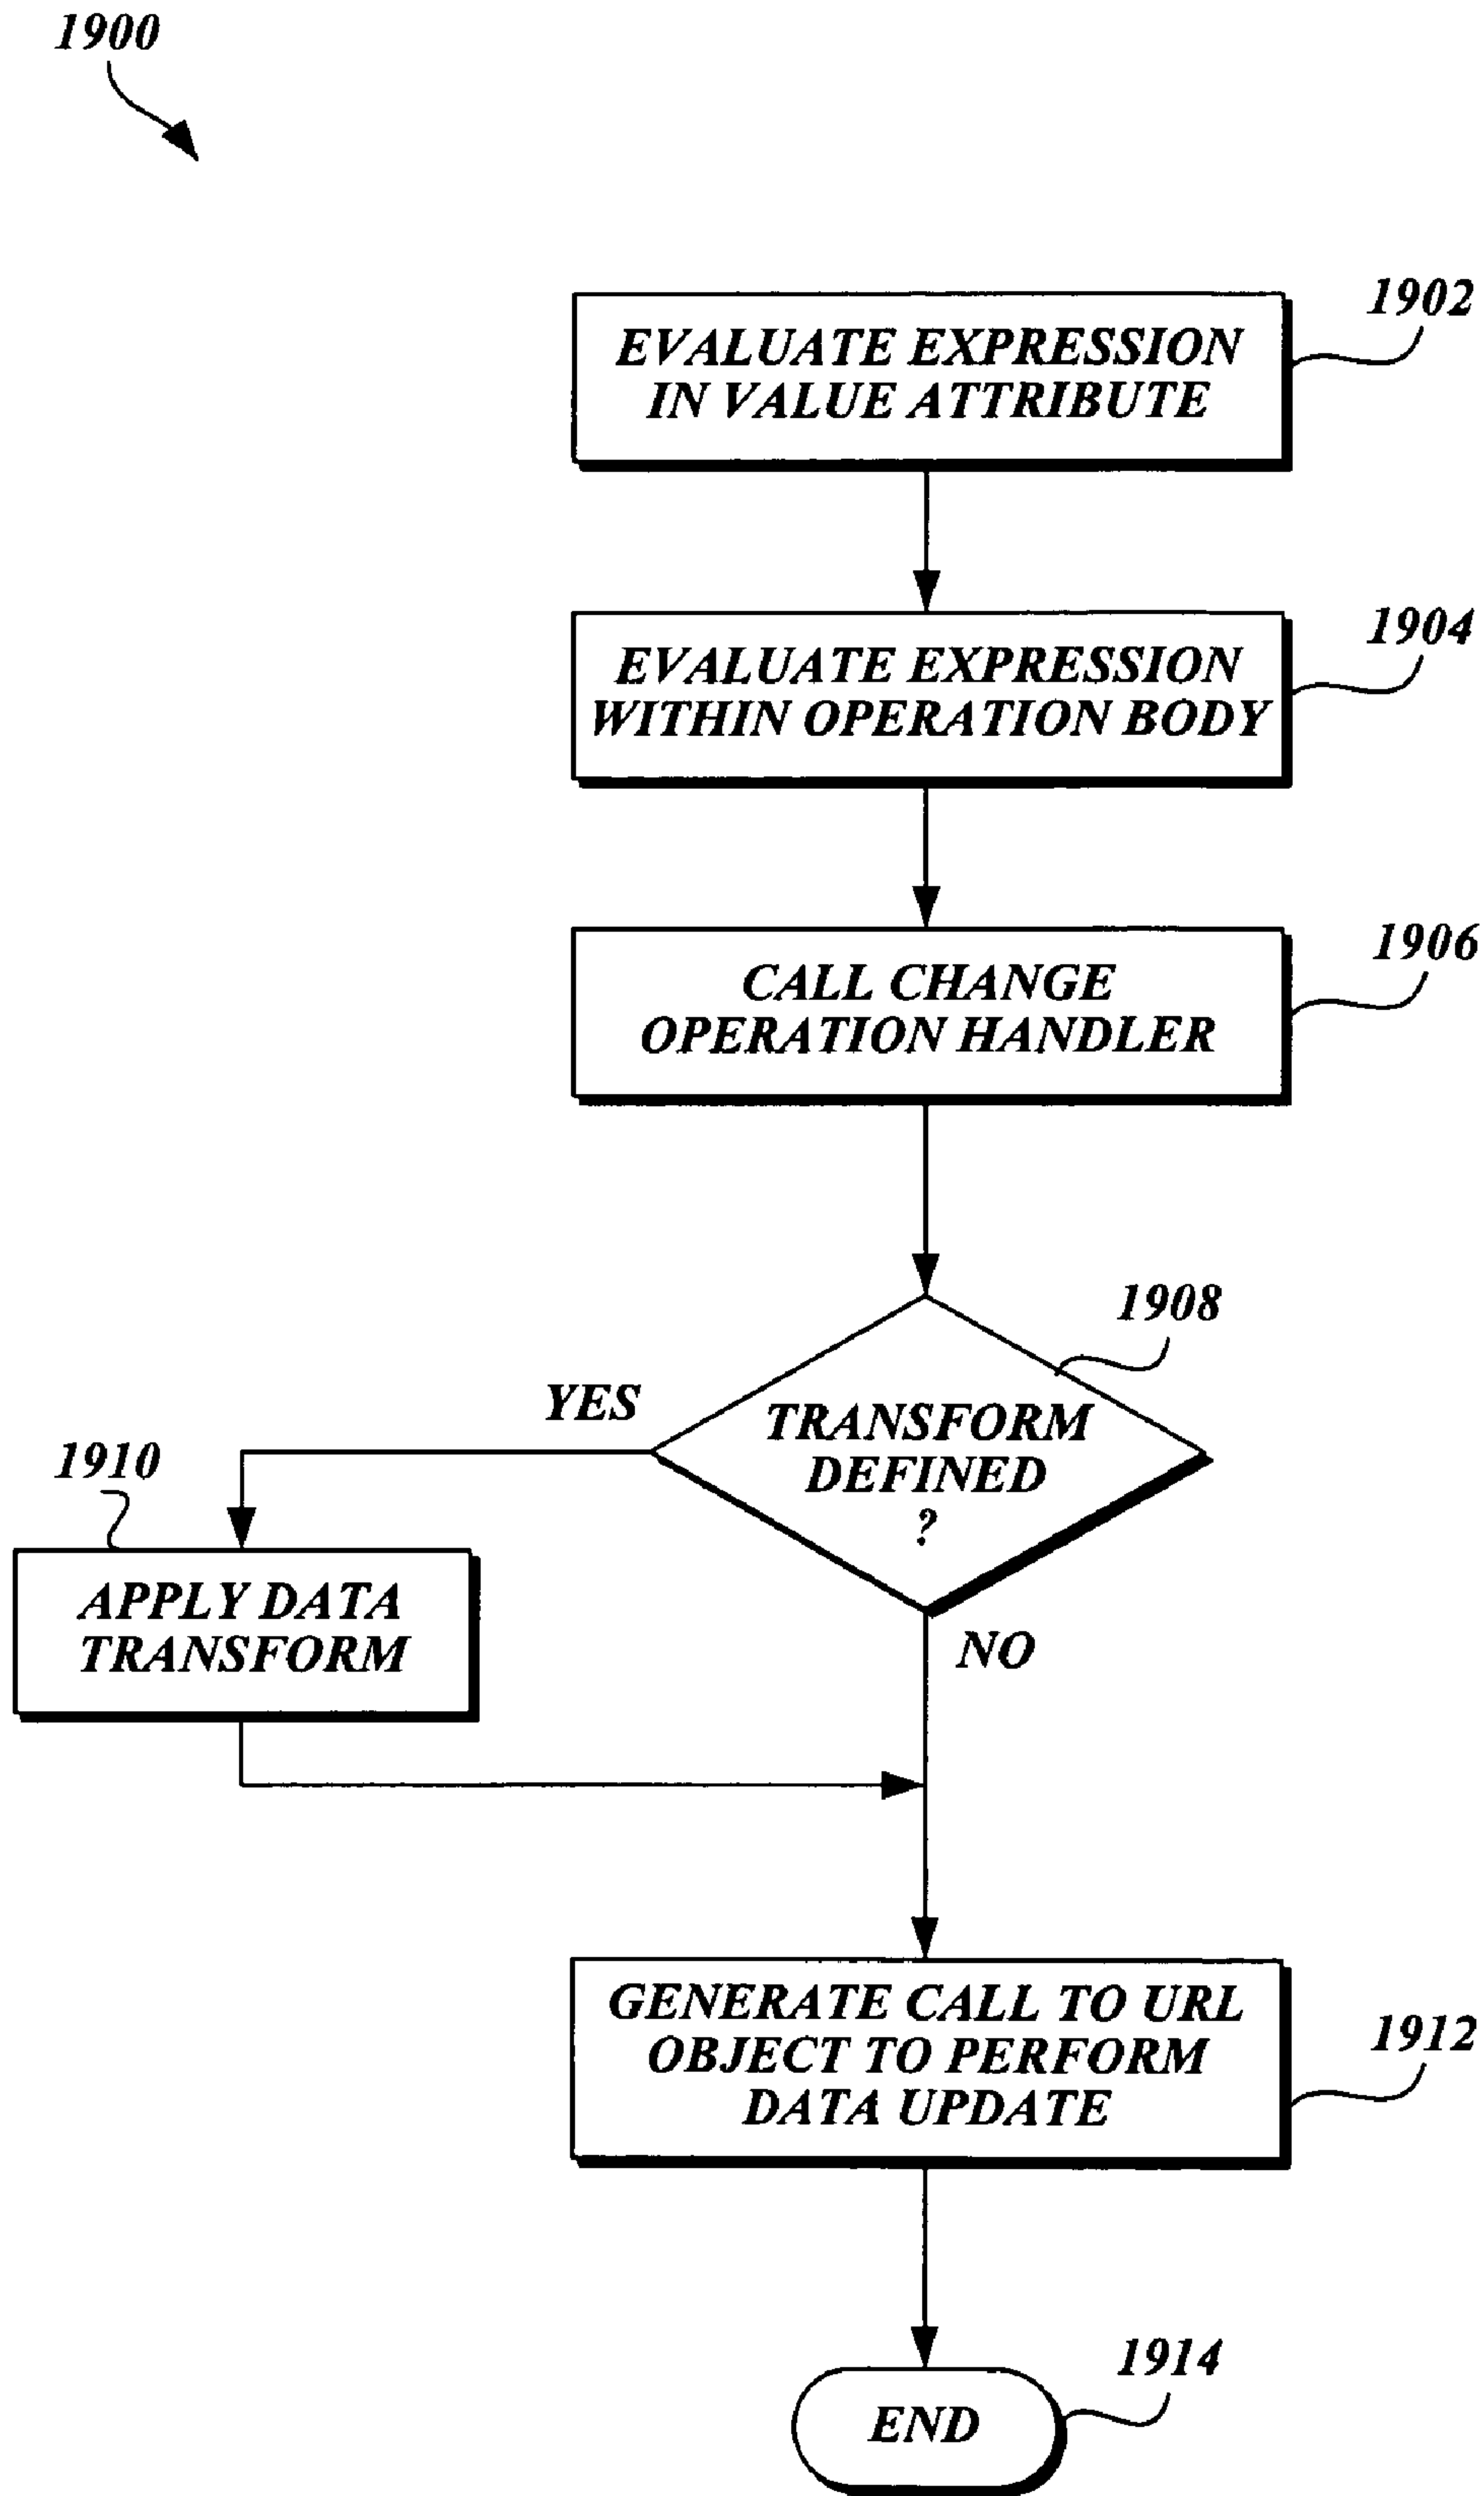 1900
1902
EVALUATE EXPRESSION
IN VALUE ATTRIBUTE
1904
EVALUATE EXPRESSION
WITHIN OPERATION BODY
1906
CALL CHANGE
OPERATION HANDLER
1908
YES
TRANSFORM
DEFINED
?
1910
APPLY DATA
TRANSFORM
NO
GENERATE CALL TO URL
OBJECT TO PERFORM
DATA UPDATE
1912
1914
END